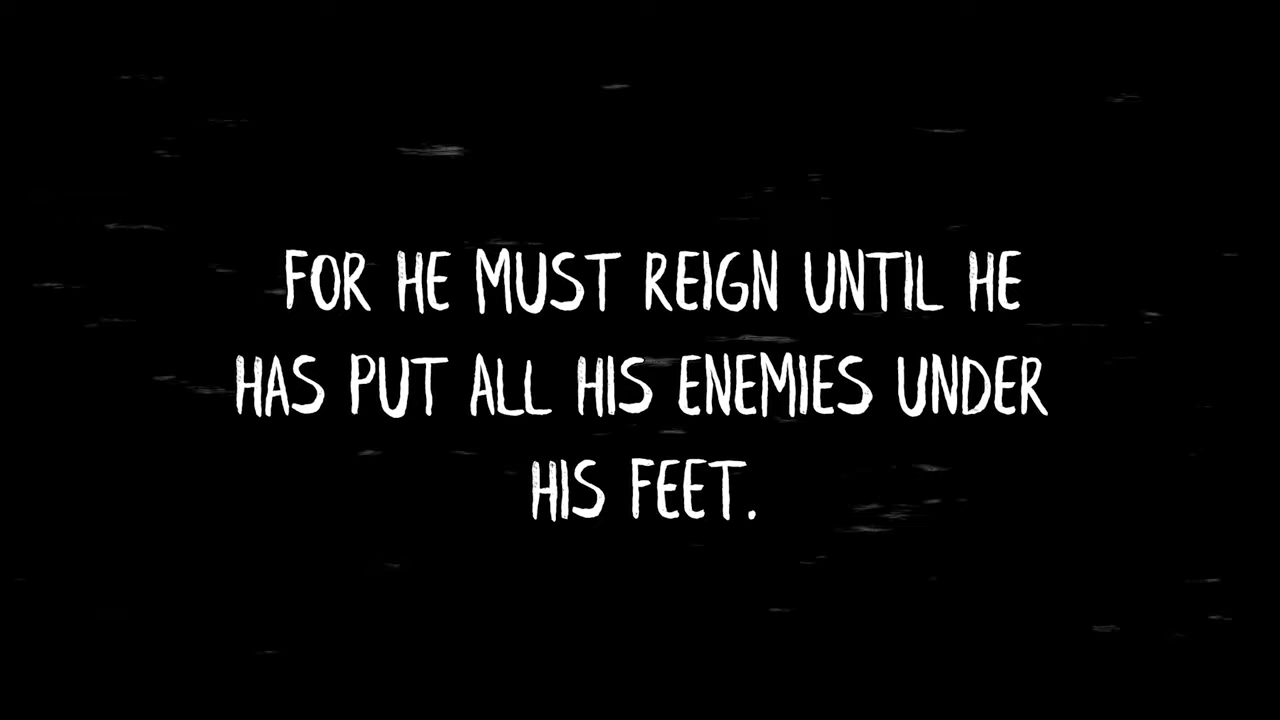 FOR HE MUST REIGN UNTIL HE
HAS PUT ALL HIS ENEMIES UNDER
HIS FEET.